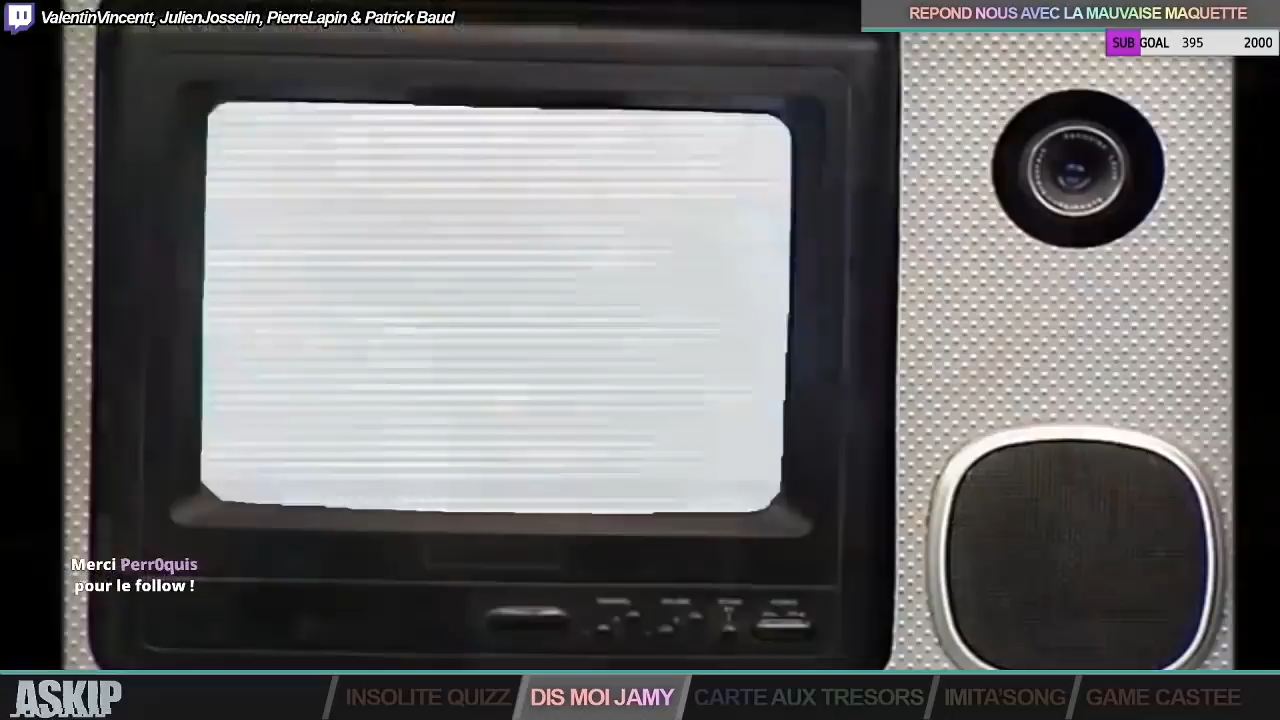 ValentinVincentt, JulienJosselin, PierreLapin & Patrick Baud
REPOND NOUS AVEC LA MAUVAISE MAQUETTE
SUB GOAL 395 2000
Merci Perr0quis
pour le follow !
ASKIP
INSOLITE QUIZZ DIS MOI JAMY CARTE AUX TRESORS IMITA'SONG GAME CASTEE